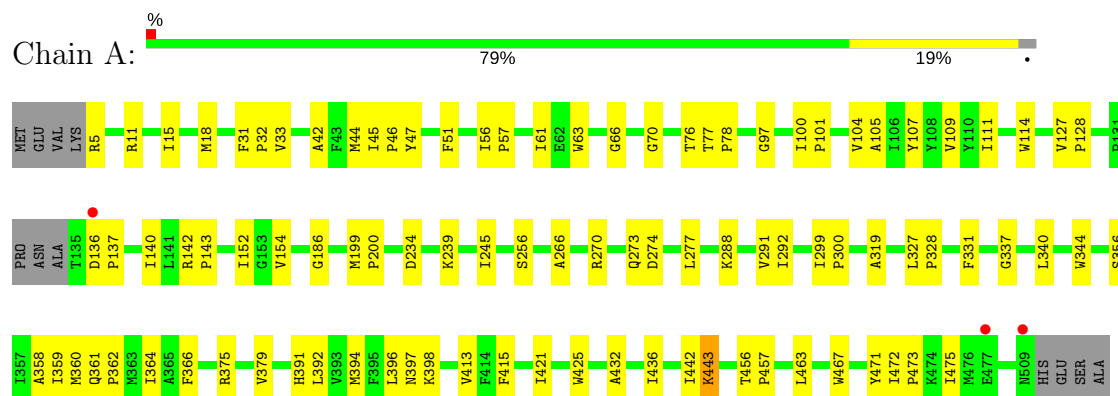 %
Chain A:
79% 19% •
MET GLU VAL LYS R5 R11 I15 M18 F31 P32 V33 A42 F43 M44 I45 P46 Y47 F51 I56 P57 I61 E62 W63 G66 G70 T76 T77 P78 G97 I100 P101 V104 A105 I106 Y107 Y108 V109 Y110 I111 W114 V127 P128
PRO ASN ALA T135 D136 P137 I140 L141 R142 P143 I152 G153 V154 G186 M199 P200 D234 K239 I245 S256 A266 R270 Q273 D274 L277 K288 V291 I292 I299 P300 A319 L327 P328 F331 G337 L340 W344 S356
I357 A358 I359 M360 Q361 P362 M363 I364 A365 F366 R375 V379 H391 L392 V393 M394 F395 L396 N397 K398 V413 F414 F415 I421 W425 A432 I436 I442 K443 T456 P457 L463 W467 Y471 I472 P473 K474 I475 M476 E477 N509 HIS GLU SER ALA